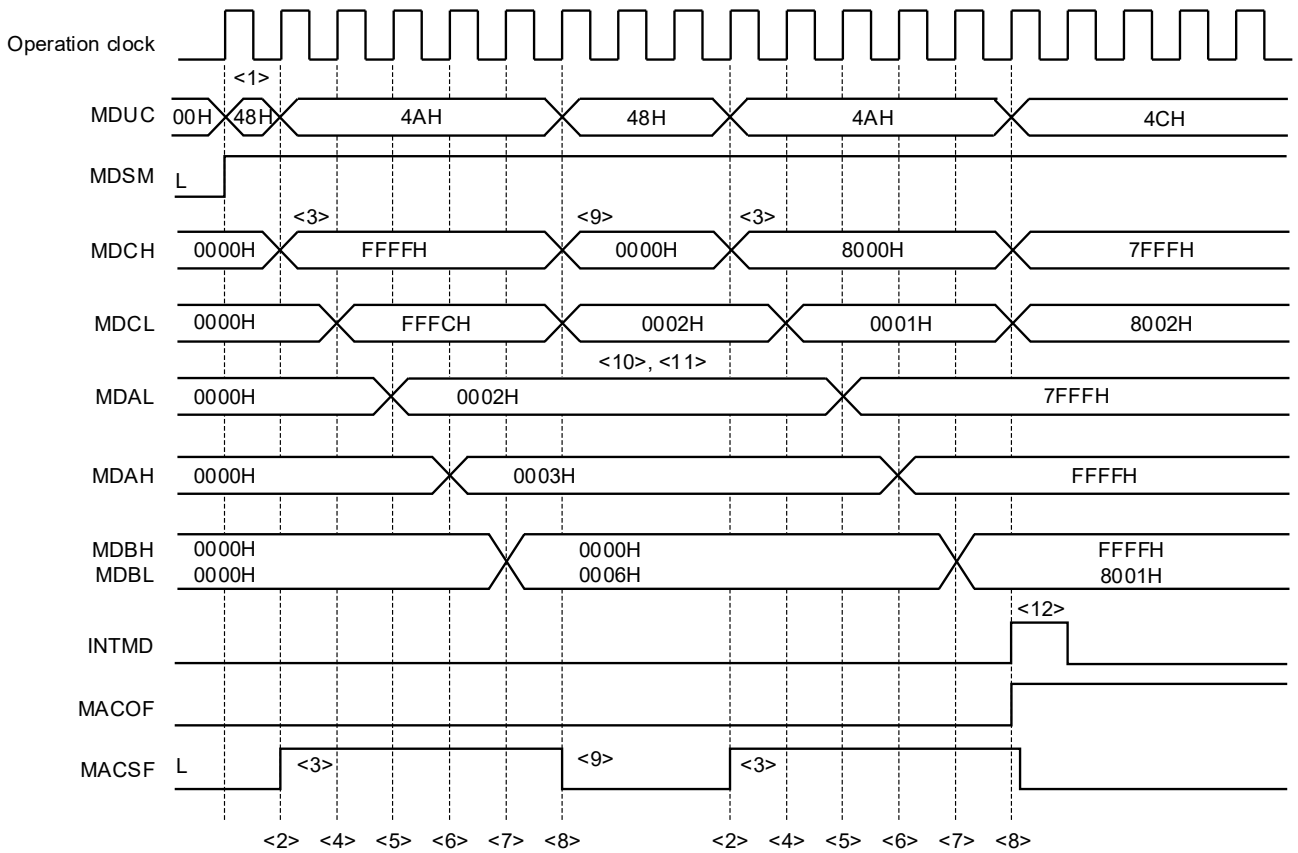 Operation clock
<1>
MDUC 00H 48H 4AH 48H 4AH 4CH
MDSM L
<3> <9> <3>
MDCH 0000H FFFFH 0000H 8000H 7FFFH
MDCL 0000H FFFCH 0002H 0001H 8002H
<10>, <11>
MDAL 0000H 0002H 7FFFH
MDAH 0000H 0003H FFFFH
MDBH 0000H 0000H FFFFH
MDBL 0000H 0006H 8001H
<12>
INTMD
MACOF
MACSF L <3> <9> <3>
<2> <4> <5> <6> <7> <8> <2> <4> <5> <6> <7> <8>